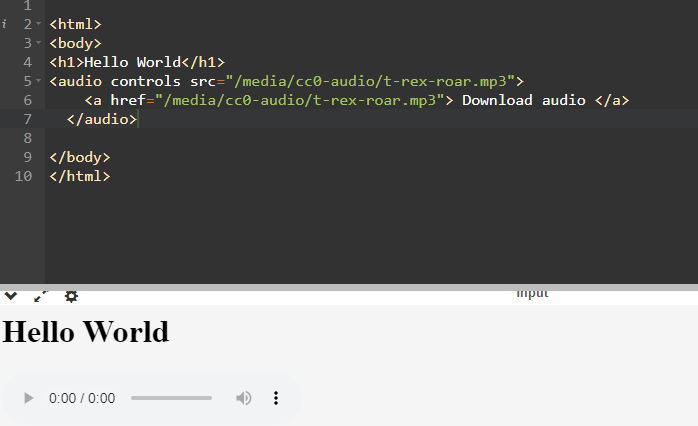 1
i 2 <html>
3 <body>
4 <h1>Hello World</h1>
5 <audio controls src="/media/cc0-audio/t-rex-roar.mp3">
6     <a href="/media/cc0-audio/t-rex-roar.mp3"> Download audio </a>
7   </audio>
8
9 </body>
10 </html>
input
Hello World
0:00 / 0:00